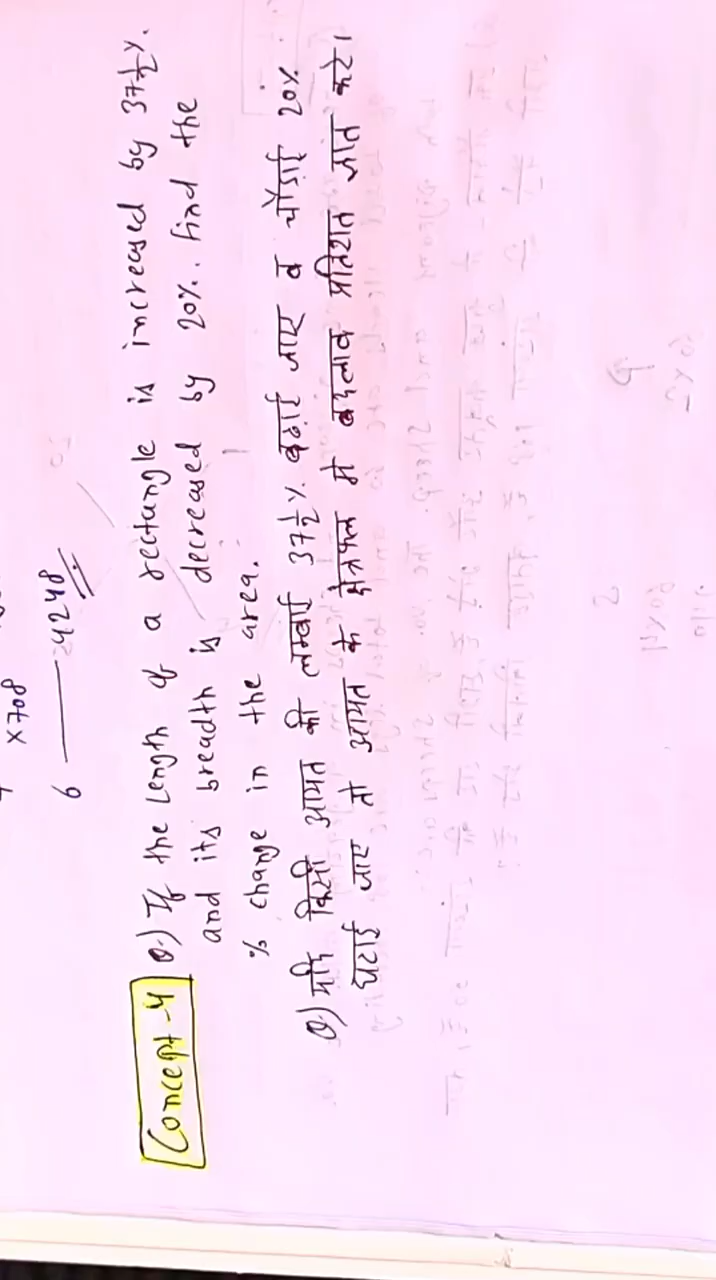 x708
6 —— 24248
Concept-4 Q.) If the Length of a rectangle is increased by 37½%.
and its breadth is decreased by 20%. find the
% change in the area.
Q.) यदि किसी आयत की लम्बाई 37½% बढाई जाए व चौड़ाई 20%
घटाई जाए तो आयत के क्षेत्रफल मे बदलाव प्रतिशत ज्ञात करे।